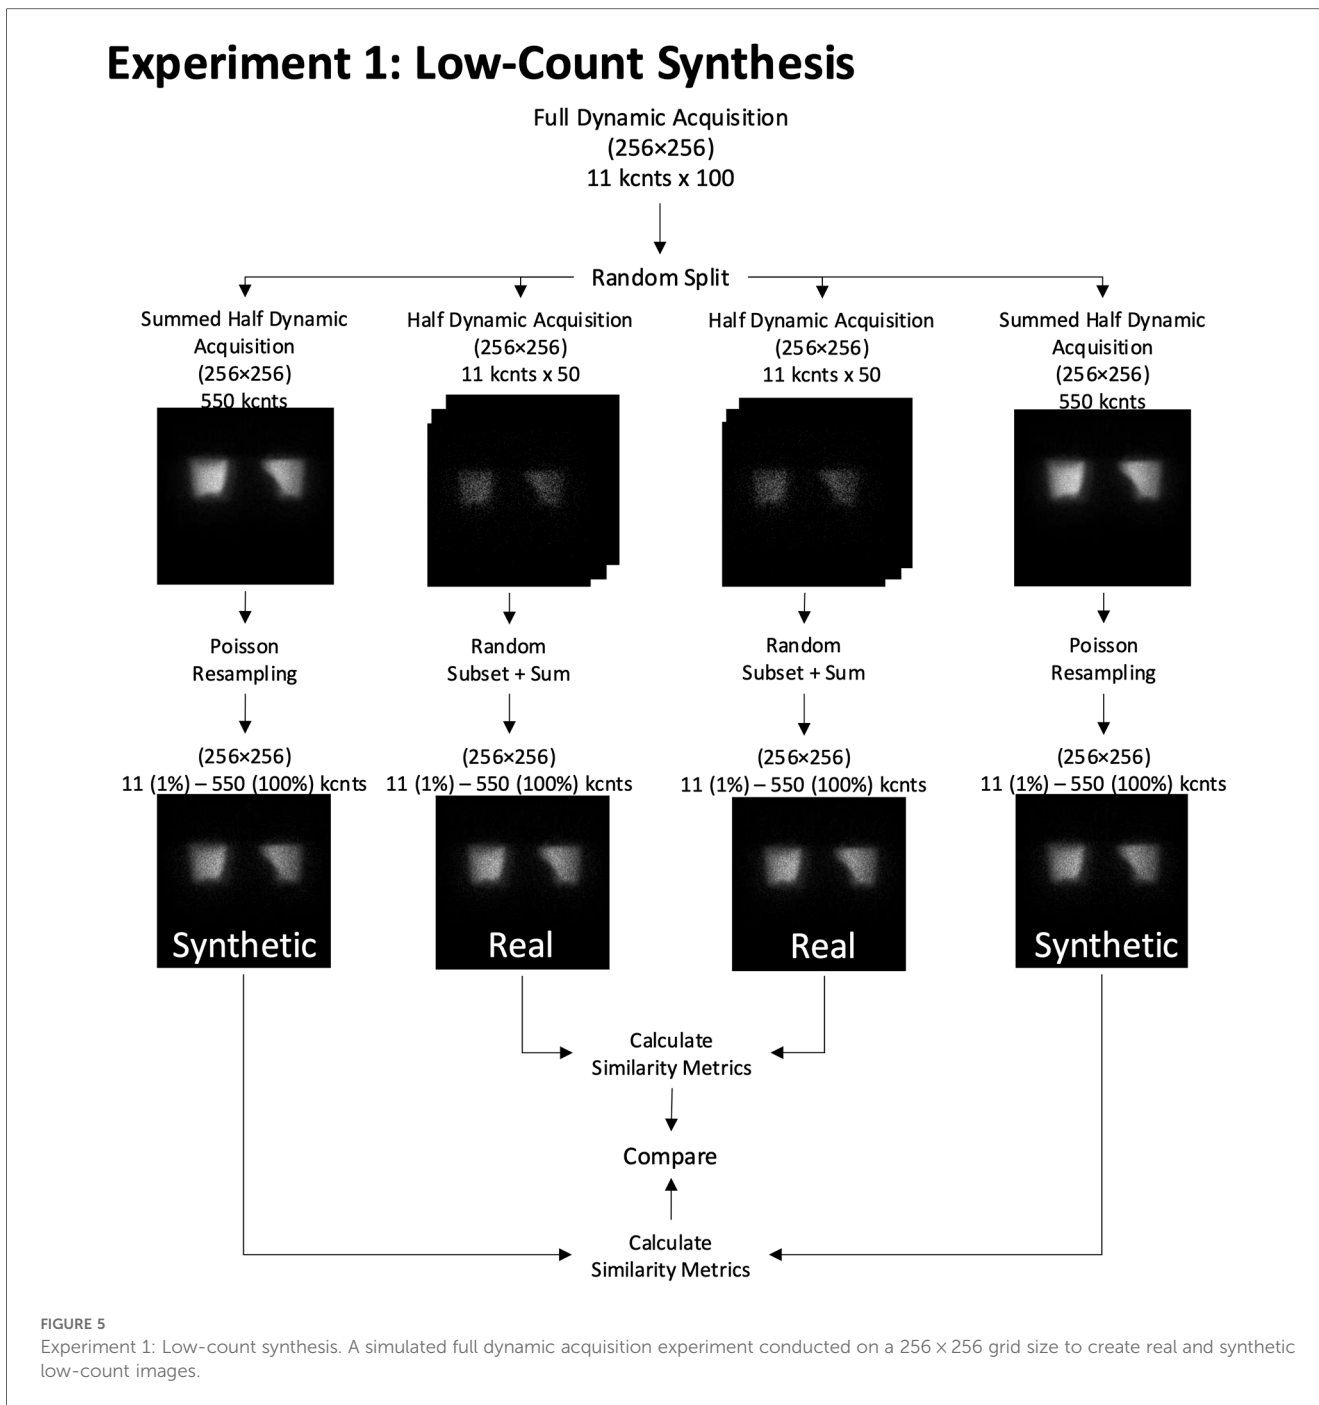 Experiment 1: Low-Count Synthesis
Full Dynamic Acquisition
(256×256)
11 kcnts x 100
Random Split
Summed Half Dynamic
Acquisition
(256×256)
550 kcnts
Half Dynamic Acquisition
(256×256)
11 kcnts x 50
Half Dynamic Acquisition
(256×256)
11 kcnts x 50
Summed Half Dynamic
Acquisition
(256×256)
550 kcnts
Poisson
Resampling
Random
Subset + Sum
Random
Subset + Sum
Poisson
Resampling
(256×256)
11 (1%) – 550 (100%) kcnts
(256×256)
11 (1%) – 550 (100%) kcnts
(256×256)
11 (1%) – 550 (100%) kcnts
(256×256)
11 (1%) – 550 (100%) kcnts
Synthetic
Real
Real
Synthetic
Calculate
Similarity Metrics
Compare
Calculate
Similarity Metrics
FIGURE 5
Experiment 1: Low-count synthesis. A simulated full dynamic acquisition experiment conducted on a 256 × 256 grid size to create real and synthetic
low-count images.